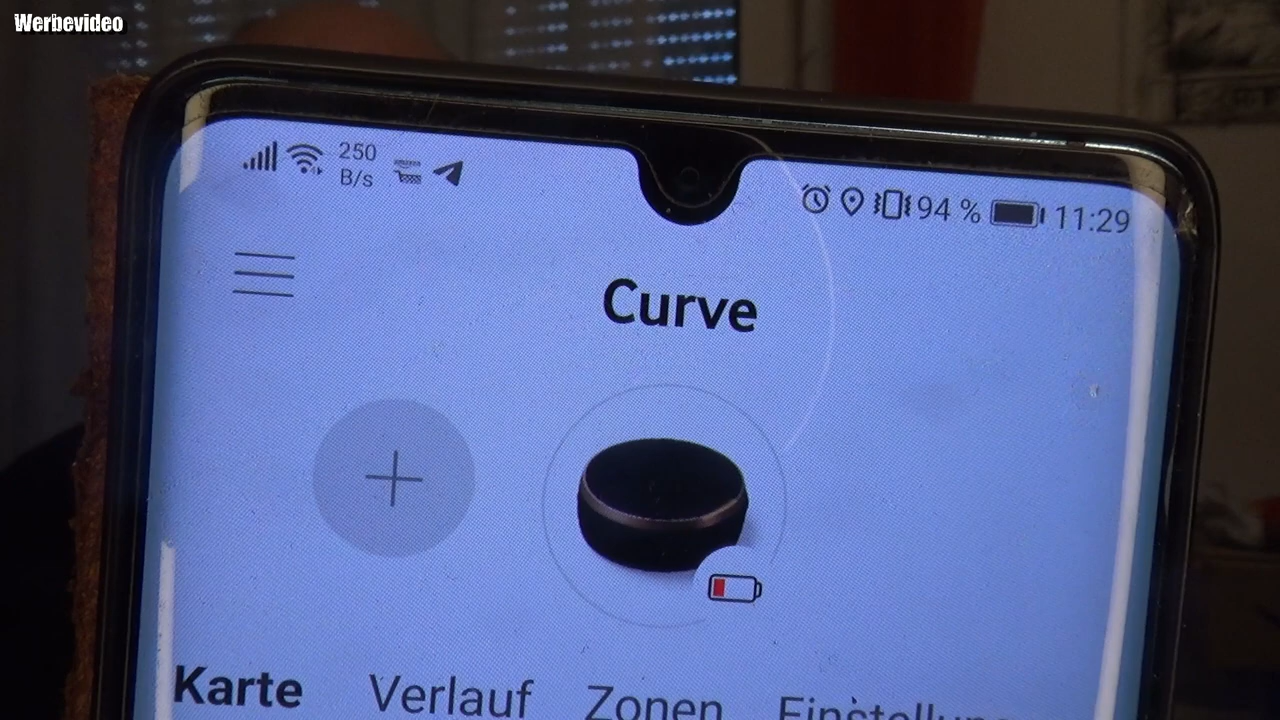 Werbevideo
250
B/s
94 % 11:29
Curve
Karte Verlauf Zonen